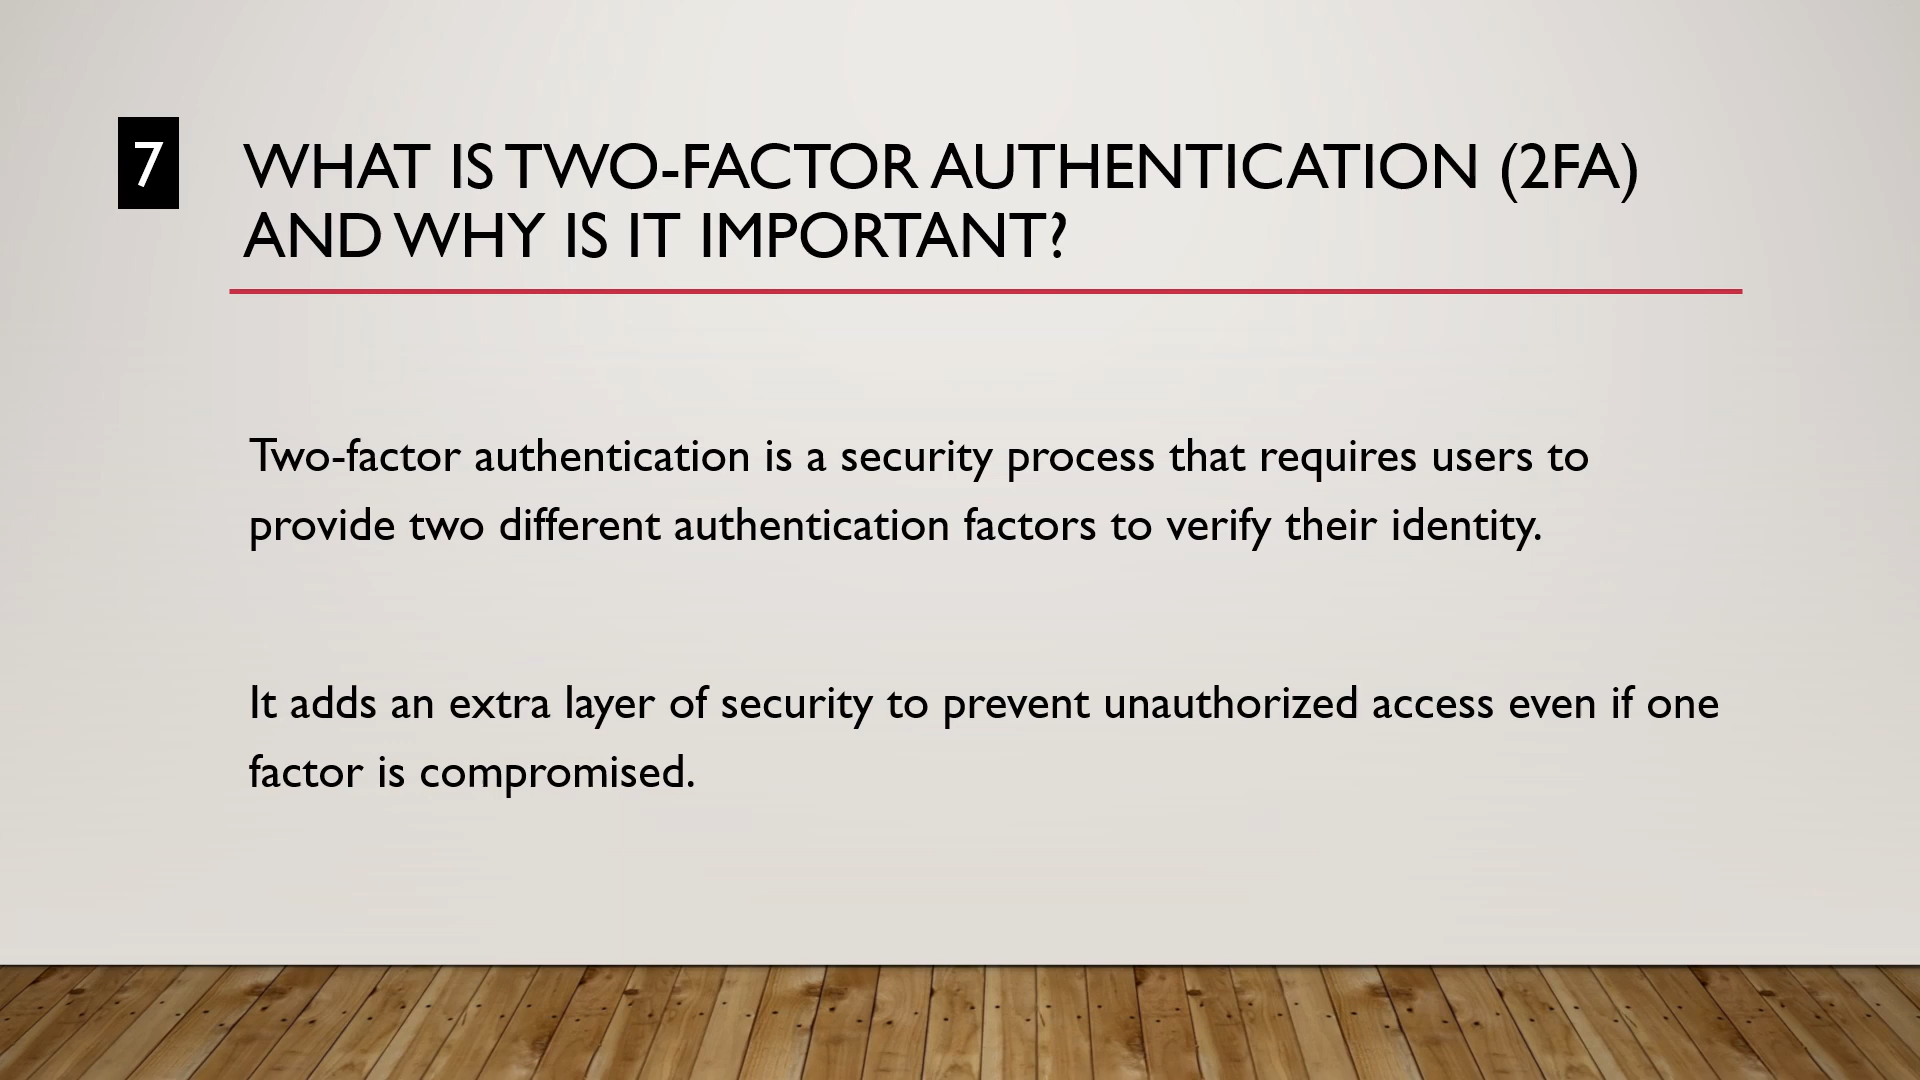 7
WHAT IS TWO-FACTOR AUTHENTICATION (2FA)
AND WHY IS IT IMPORTANT?
Two-factor authentication is a security process that requires users to
provide two different authentication factors to verify their identity.
It adds an extra layer of security to prevent unauthorized access even if one
factor is compromised.